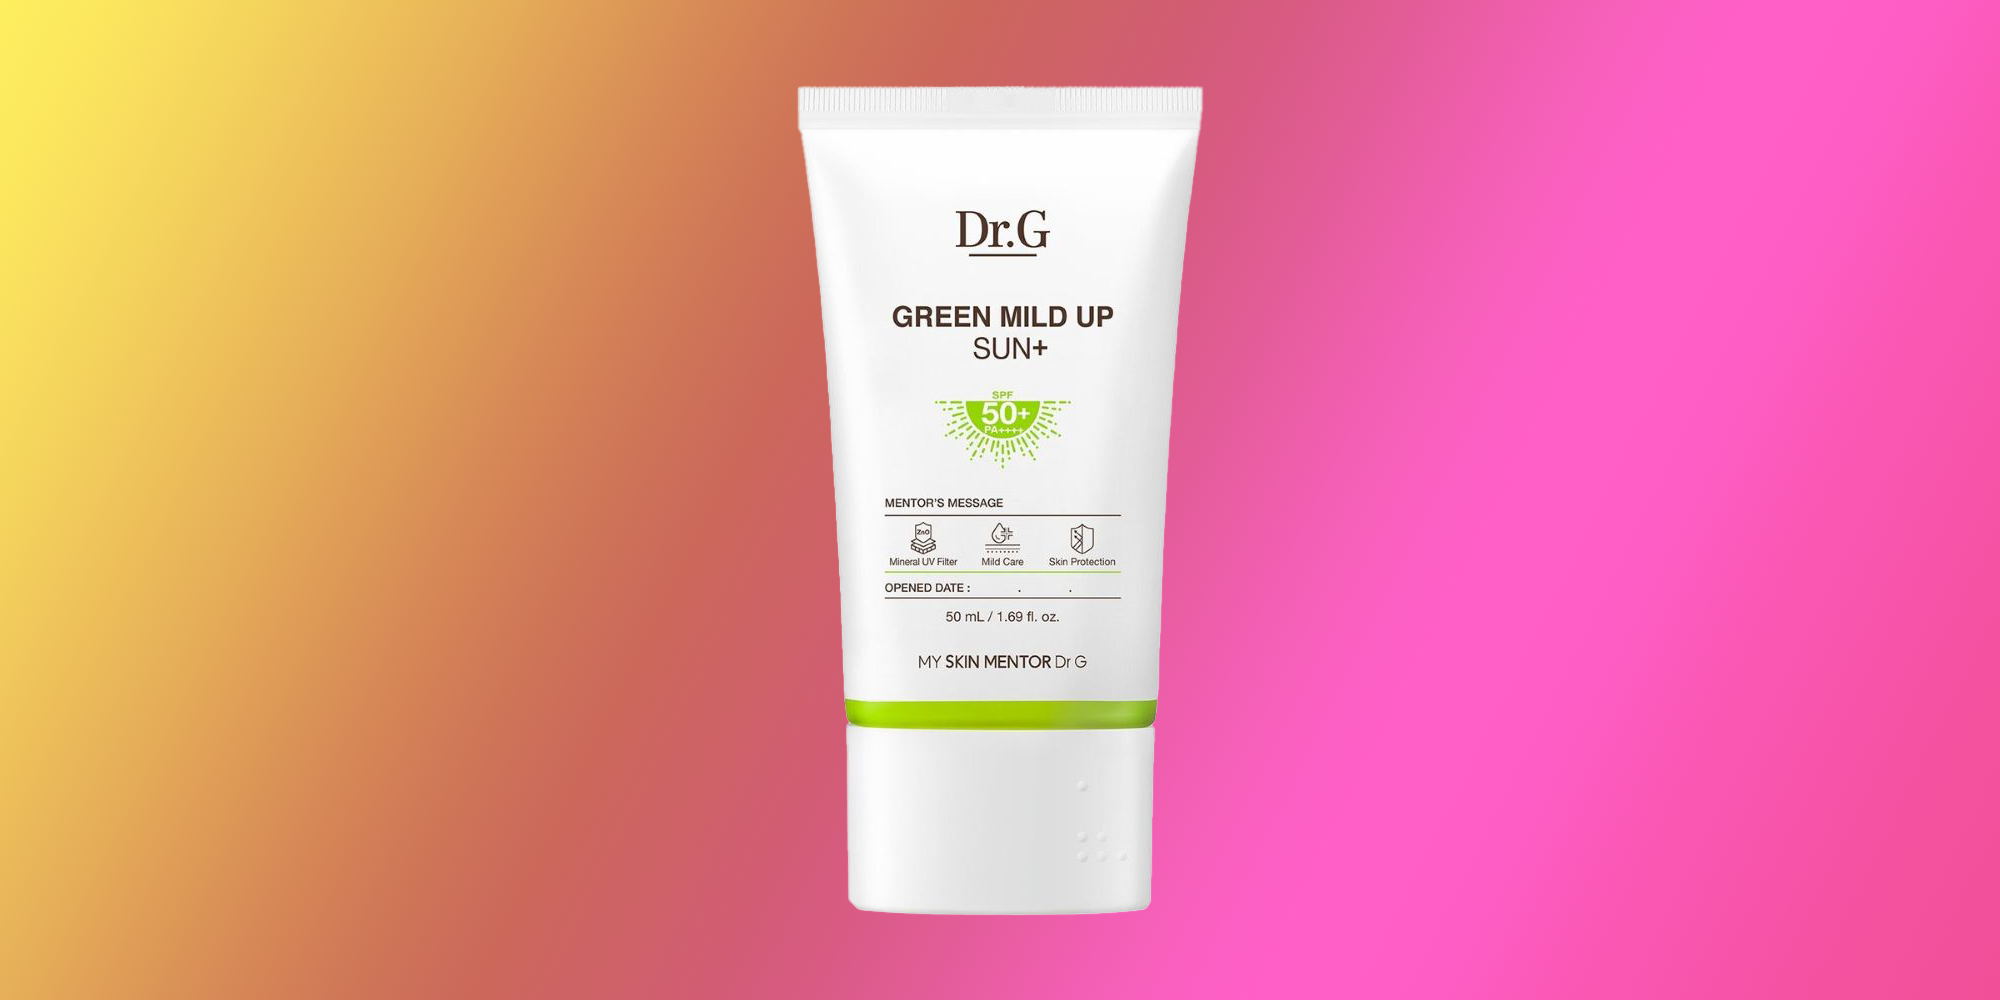 Dr.G
GREEN MILD UP
SUN+
SPF
50+
PA++++
MENTOR'S MESSAGE
ZnO
Mineral UV Filter
Mild Care
Skin Protection
OPENED DATE :      .      .
50 mL / 1.69 fl. oz.
MY SKIN MENTOR Dr G